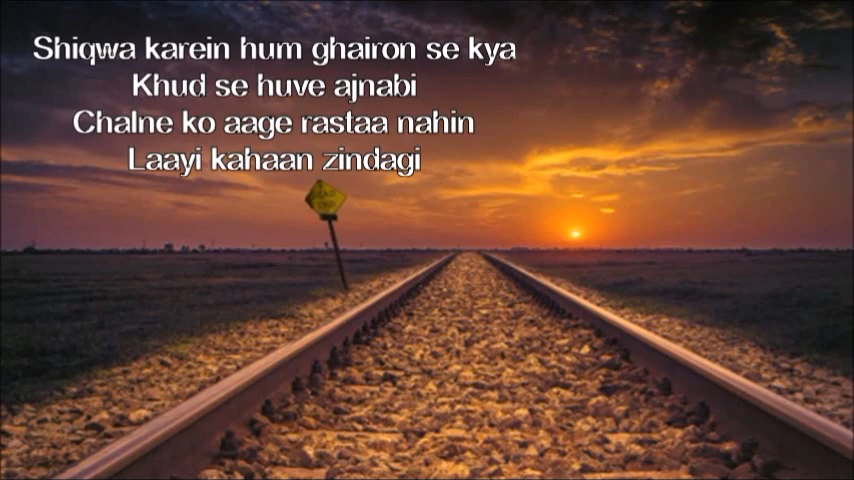 Shiqwa karein hum ghairon se kya
Khud se huve ajnabi
Chalne ko aage rastaa nahin
Laayi kahaan zindagi